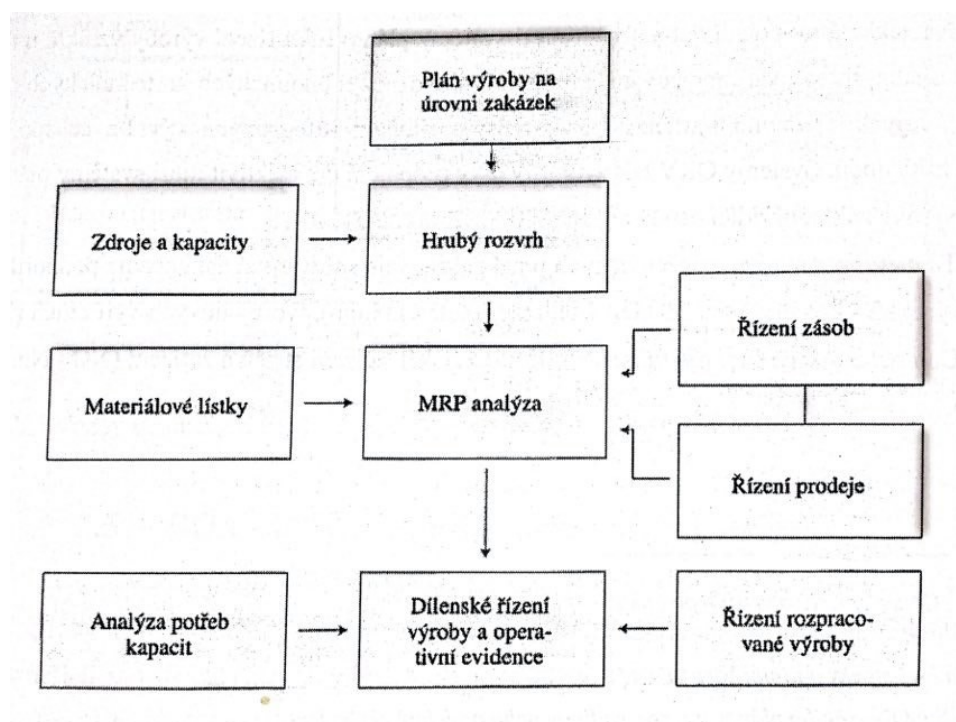 Plán výroby na
úrovni zakázek
Zdroje a kapacity
Hrubý rozvrh
Řízení zásob
Materiálové lístky
MRP analýza
Řízení prodeje
Analýza potřeb
kapacit
Dílenské řízení
výroby a opera-
tivní evidence
Řízení rozpraco-
vané výroby